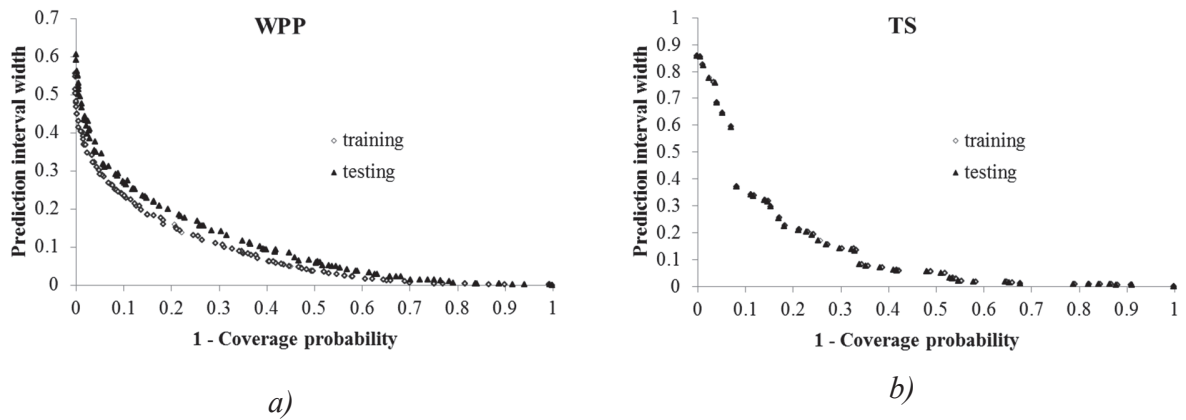 WPP
Prediction interval width
0.7
0.6
0.5
0.4
0.3
0.2
0.1
0
training
testing
0 0.1 0.2 0.3 0.4 0.5 0.6 0.7 0.8 0.9 1
1 - Coverage probability
a)
TS
Prediction interval width
1
0.9
0.8
0.7
0.6
0.5
0.4
0.3
0.2
0.1
0
training
testing
0 0.1 0.2 0.3 0.4 0.5 0.6 0.7 0.8 0.9 1
1 - Coverage probability
b)